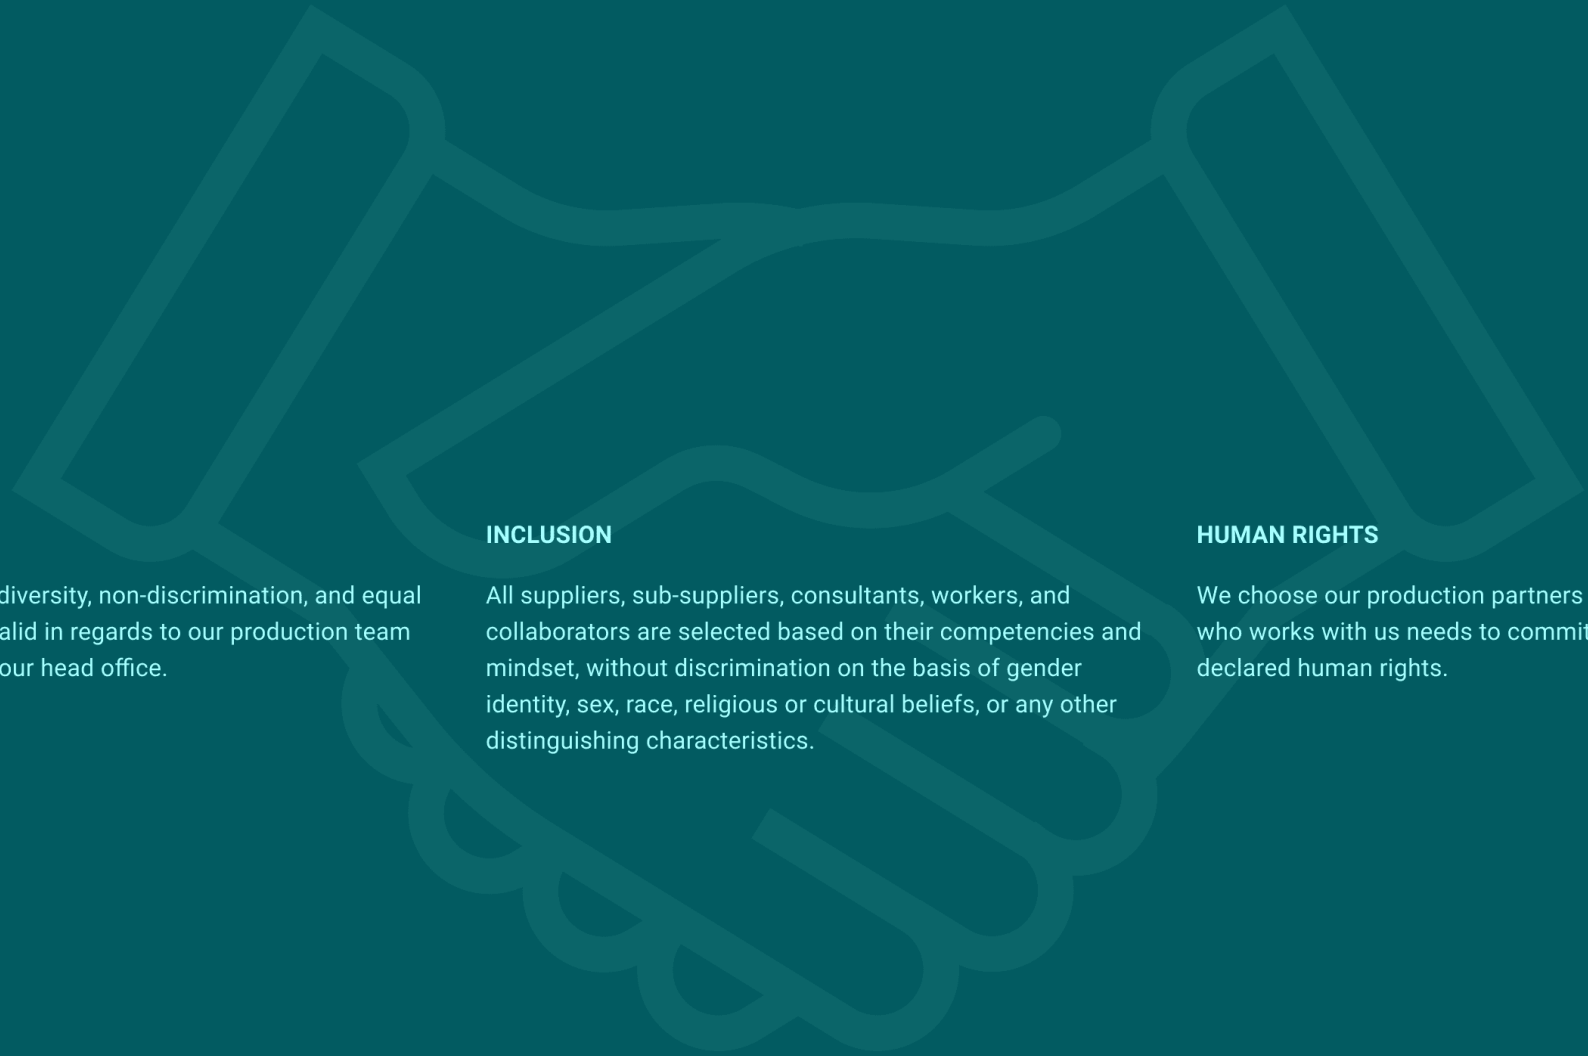 diversity, non-discrimination, and equal
alid in regards to our production team
our head office.
INCLUSION
All suppliers, sub-suppliers, consultants, workers, and
collaborators are selected based on their competencies and
mindset, without discrimination on the basis of gender
identity, sex, race, religious or cultural beliefs, or any other
distinguishing characteristics.
HUMAN RIGHTS
We choose our production partners
who works with us needs to commit
declared human rights.